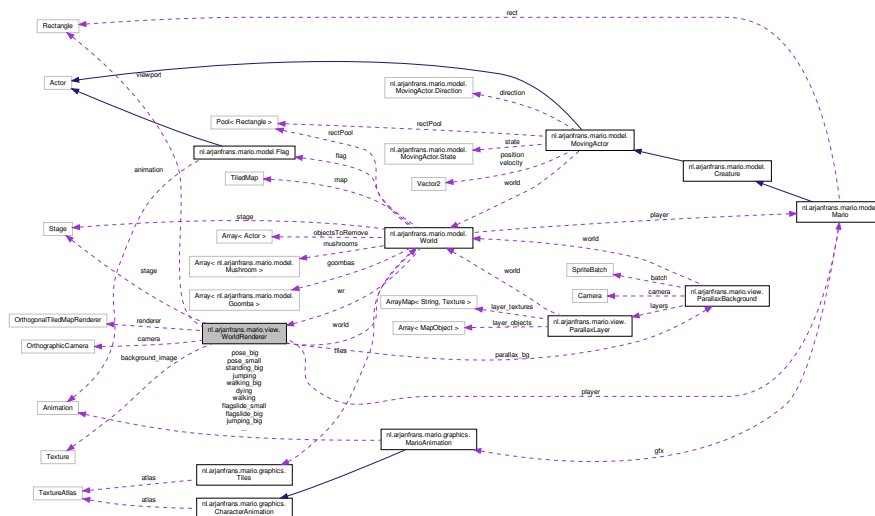 rect
Rectangle
viewport
Actor
nl.arjanfrans.mario.model.
MovingActor.Direction
direction
Pool< Rectangle >
rectPool
rectPool
nl.arjanfrans.mario.model.
MovingActor
state
nl.arjanfrans.mario.model.
MovingActor.State
nl.arjanfrans.mario.model.Flag
flag
position
velocity
animation
nl.arjanfrans.mario.model.
Creature
TiledMap
map
Vector2
world
nl.arjanfrans.mario.model.
Mario
stage
player
Stage
Array< Actor >
objectsToRemove
nl.arjanfrans.mario.model.
World
world
mushrooms
stage
Array< nl.arjanfrans.mario.model.
Mushroom >
goombas
world
SpriteBatch
batch
Array< nl.arjanfrans.mario.model.
Goomba >
wr
Camera
camera
nl.arjanfrans.mario.view.
ParallaxBackground
ArrayMap< String, Texture >
layer_textures
layers
OrthogonalTiledMapRenderer
renderer
nl.arjanfrans.mario.view.
WorldRenderer
world
Array< MapObject >
layer_objects
nl.arjanfrans.mario.view.
ParallaxLayer
OrthographicCamera
camera
tiles
background_image
parallax_bg
pose_big
pose_small
standing_big
jumping
walking_big
dying
walking
flagslide_small
flagslide_big
jumping_big
...
player
Animation
nl.arjanfrans.mario.graphics.
MarioAnimation
gfx
Texture
nl.arjanfrans.mario.graphics.
Tiles
atlas
TextureAtlas
atlas
nl.arjanfrans.mario.graphics.
CharacterAnimation